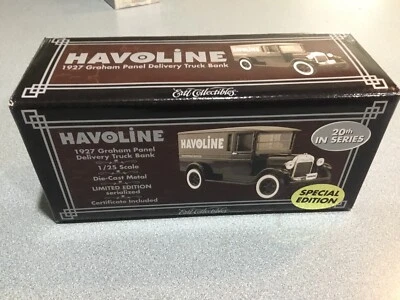 HAVOLINE
1927 Graham Panel Delivery Truck Bank
Ertl Collectibles
HAVOLINE
1927 Graham Panel
Delivery Truck Bank
1/25 Scale
Die-Cast Metal
LIMITED EDITION
serialized
Certificate Included
HAVOLINE
20th
IN SERIES
SPECIAL
EDITION
Ertl Collectibles